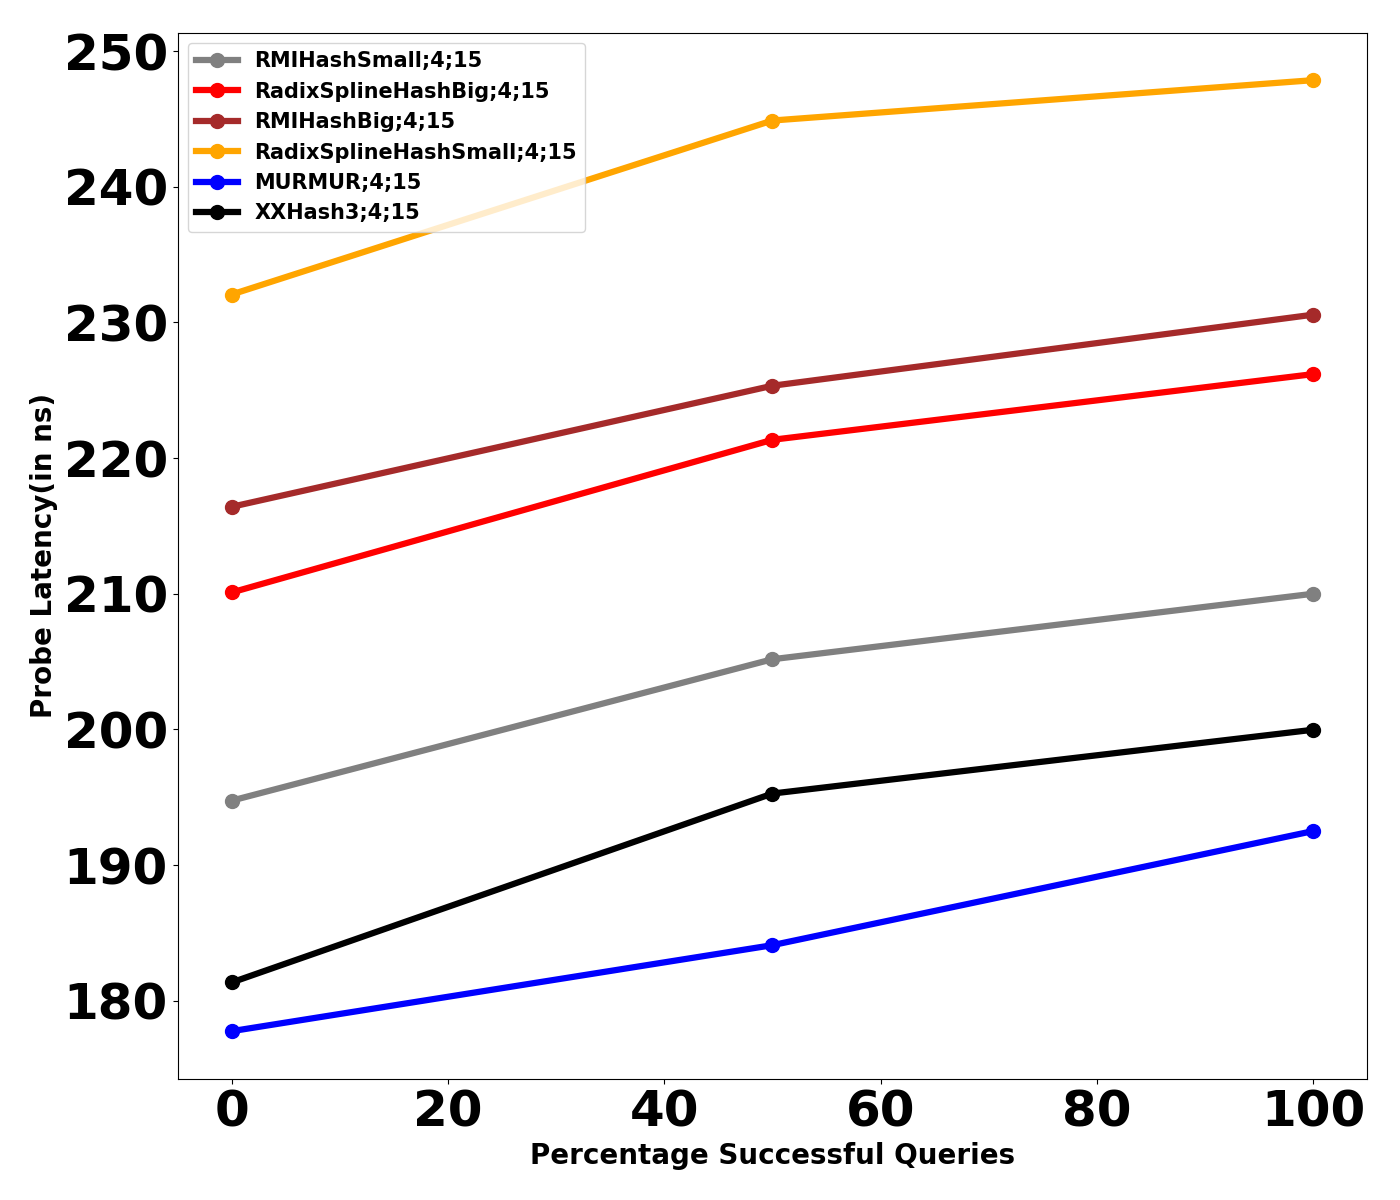 250
240
230
220
210
200
190
180
Probe Latency(in ns)
RMIHashSmall;4;15
RadixSplineHashBig;4;15
RMIHashBig;4;15
RadixSplineHashSmall;4;15
MURMUR;4;15
XXHash3;4;15
0 20 40 60 80 100
Percentage Successful Queries